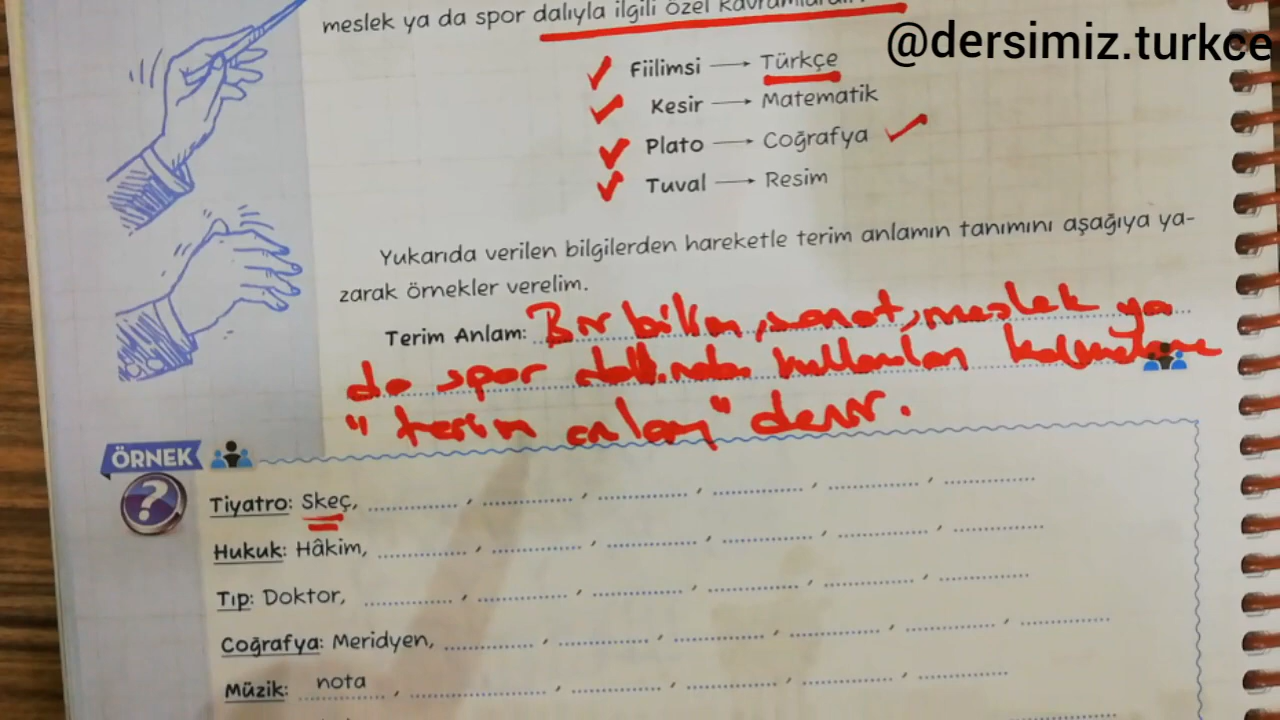 meslek ya da spor dalıyla ilgili özel kavramlardır.
@dersimiz.turkce
Fiilimsi → Türkçe
Kesir → Matematik
Plato → Coğrafya
Tuval → Resim
Yukarıda verilen bilgilerden hareketle terim anlamın tanımını aşağıya ya-
zarak örnekler verelim.
Terim Anlam: Bir bilim, sanat, meslek ya
da spor dalında kullanılan kelimelere
"terim anlam" denir.
ÖRNEK
?
Tiyatro: Skeç,
Hukuk: Hâkim,
Tıp: Doktor,
Coğrafya: Meridyen,
Müzik: nota